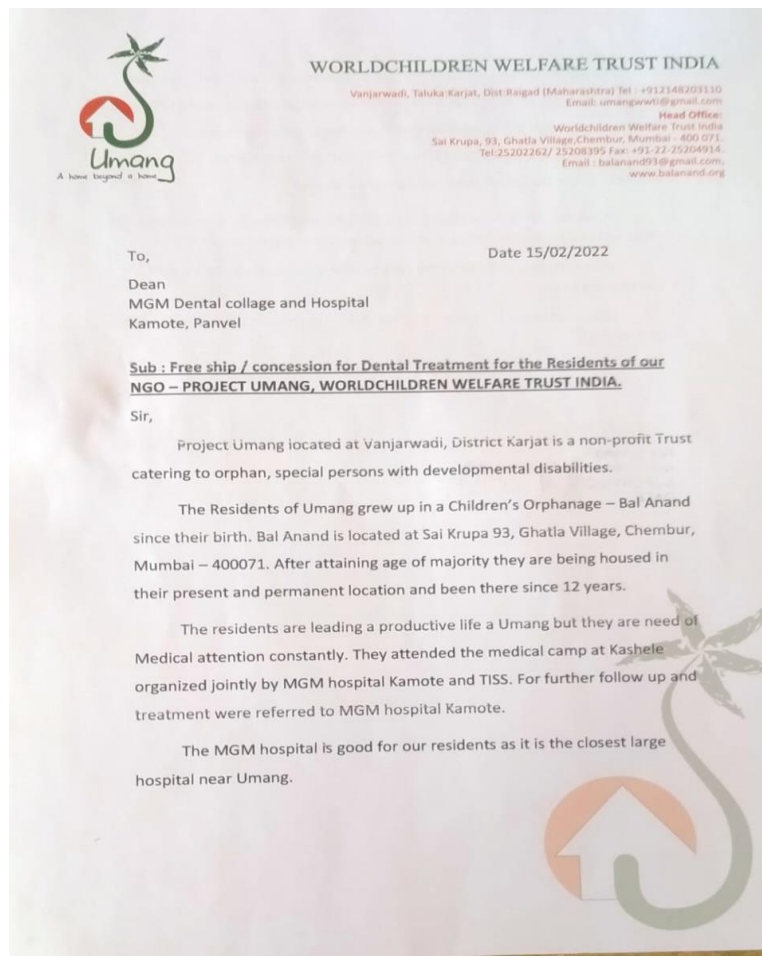 WORLDCHILDREN WELFARE TRUST INDIA
Vanjarwadi, Taluka:Karjat, Dist:Raigad (Maharashtra) Tel : +912148203110
Email: umangwwti@gmail.com
Head Office:
Worldchildren Welfare Trust India
Sai Krupa, 93, Ghatla Village,Chembur, Mumbai - 400 071.
Tel:25202262/ 25208395 Fax: +91-22-25204914.
Email : balanand93@gmail.com,
www.balanand.org
Umang
A home beyond a home
To,
Date 15/02/2022
Dean
MGM Dental collage and Hospital
Kamote, Panvel
Sub : Free ship / concession for Dental Treatment for the Residents of our
NGO – PROJECT UMANG, WORLDCHILDREN WELFARE TRUST INDIA.
Sir,
Project Umang located at Vanjarwadi, District Karjat is a non-profit Trust
catering to orphan, special persons with developmental disabilities.
The Residents of Umang grew up in a Children's Orphanage – Bal Anand
since their birth. Bal Anand is located at Sai Krupa 93, Ghatla Village, Chembur,
Mumbai – 400071. After attaining age of majority they are being housed in
their present and permanent location and been there since 12 years.
The residents are leading a productive life a Umang but they are need of
Medical attention constantly. They attended the medical camp at Kashele
organized jointly by MGM hospital Kamote and TISS. For further follow up and
treatment were referred to MGM hospital Kamote.
The MGM hospital is good for our residents as it is the closest large
hospital near Umang.